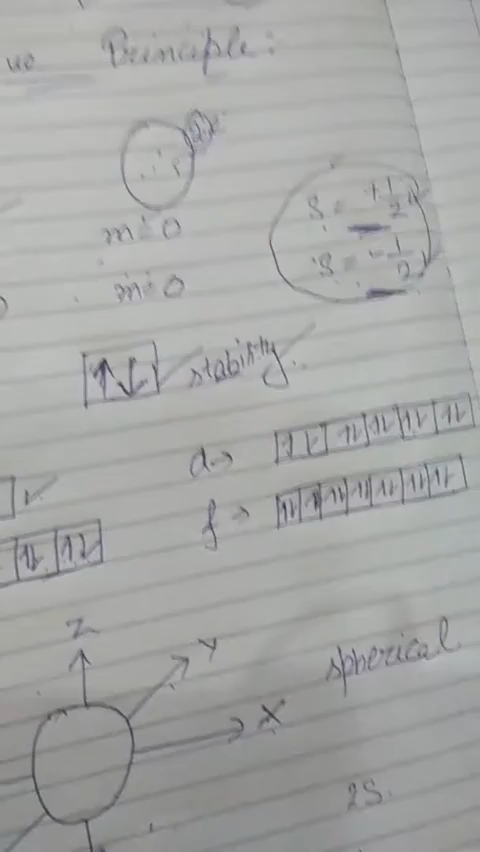 Principle:
m = 0
S = +1/2
m = 0
S = -1/2
↑↓ ✓ stability
d →
f →
Z
Y
X
spherical
2S.